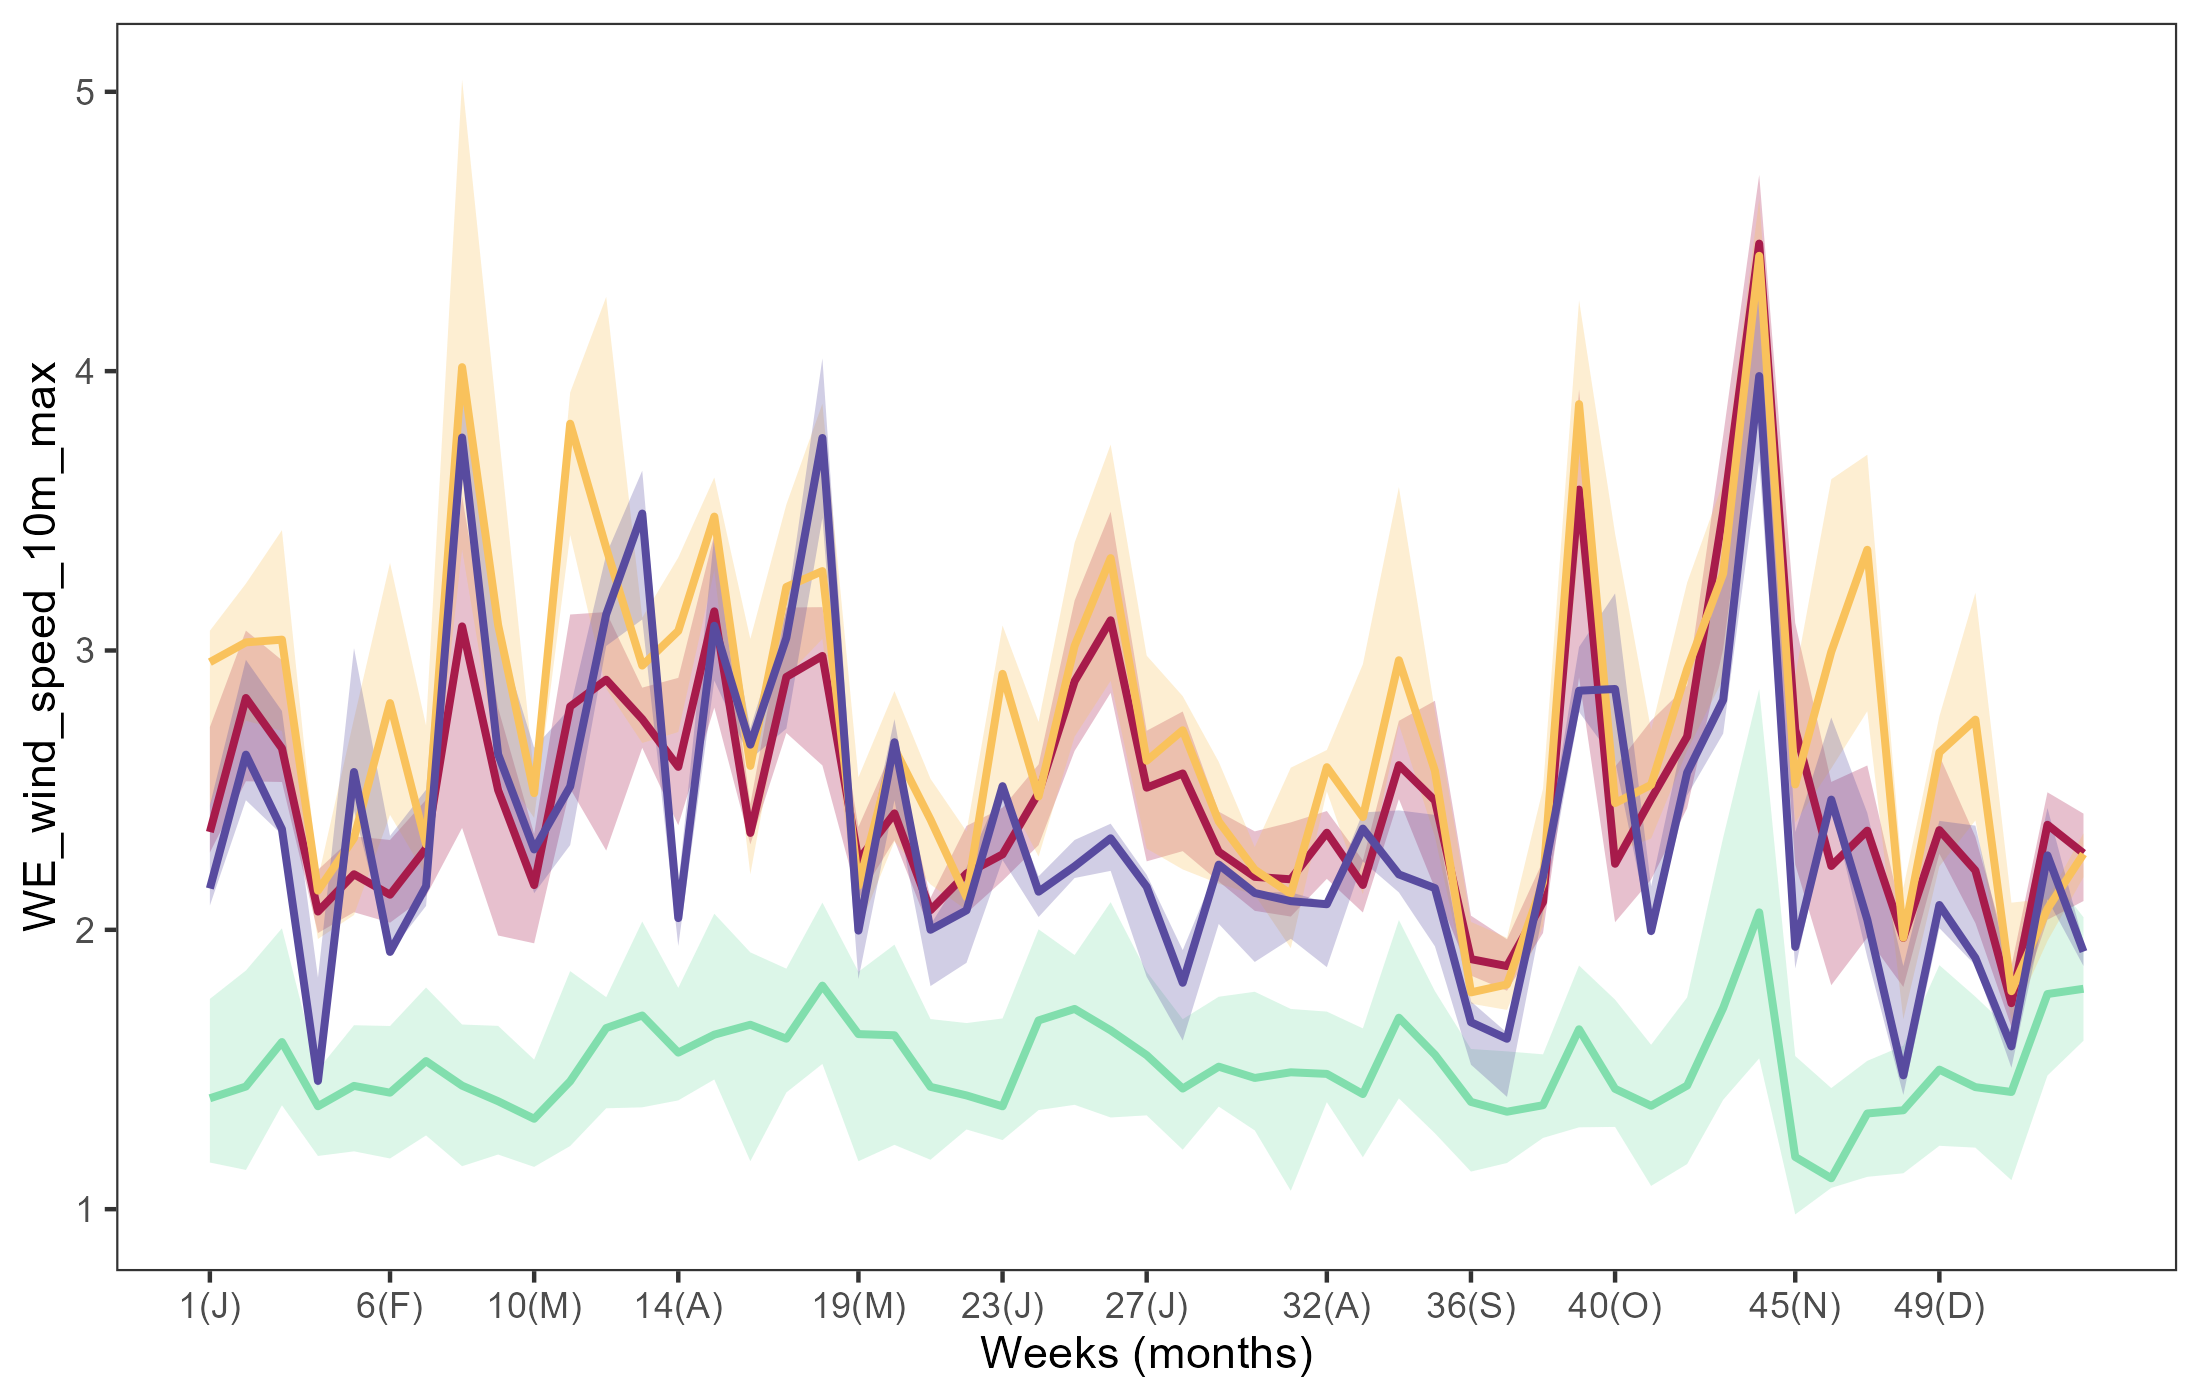 WE_wind_speed_10m_max
5
4
3
2
1
1(J) 6(F) 10(M) 14(A) 19(M) 23(J) 27(J) 32(A) 36(S) 40(O) 45(N) 49(D)
Weeks (months)